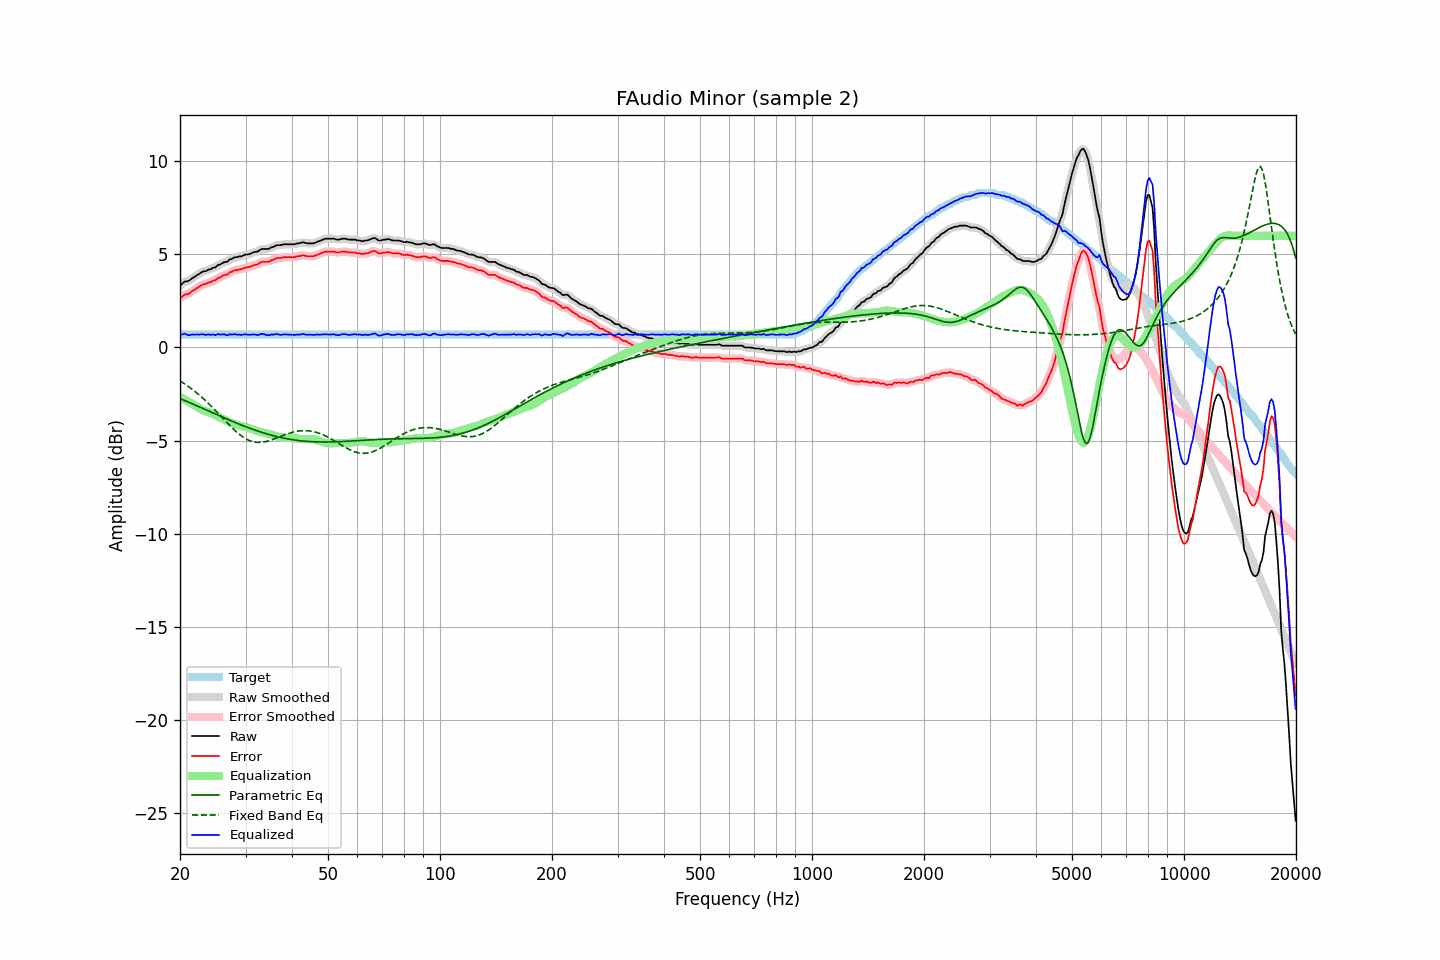 FAudio Minor (sample 2)
Amplitude (dBr)
10
5
0
−5
−10
−15
−20
−25
Target
Raw Smoothed
Error Smoothed
Raw
Error
Equalization
Parametric Eq
Fixed Band Eq
Equalized
20 50 100 200 500 1000 2000 5000 10000 20000
Frequency (Hz)